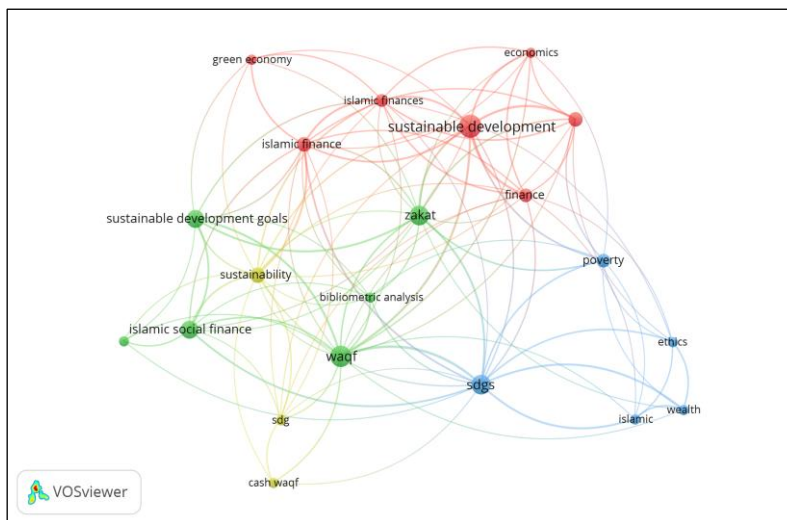 economics
green economy
islamic finances
sustainable development
islamic finance
finance
zakat
sustainable development goals
poverty
sustainability
bibliometric analysis
islamic social finance
ethics
waqf
sdgs
wealth
islamic
sdg
cash waqf
VOSviewer